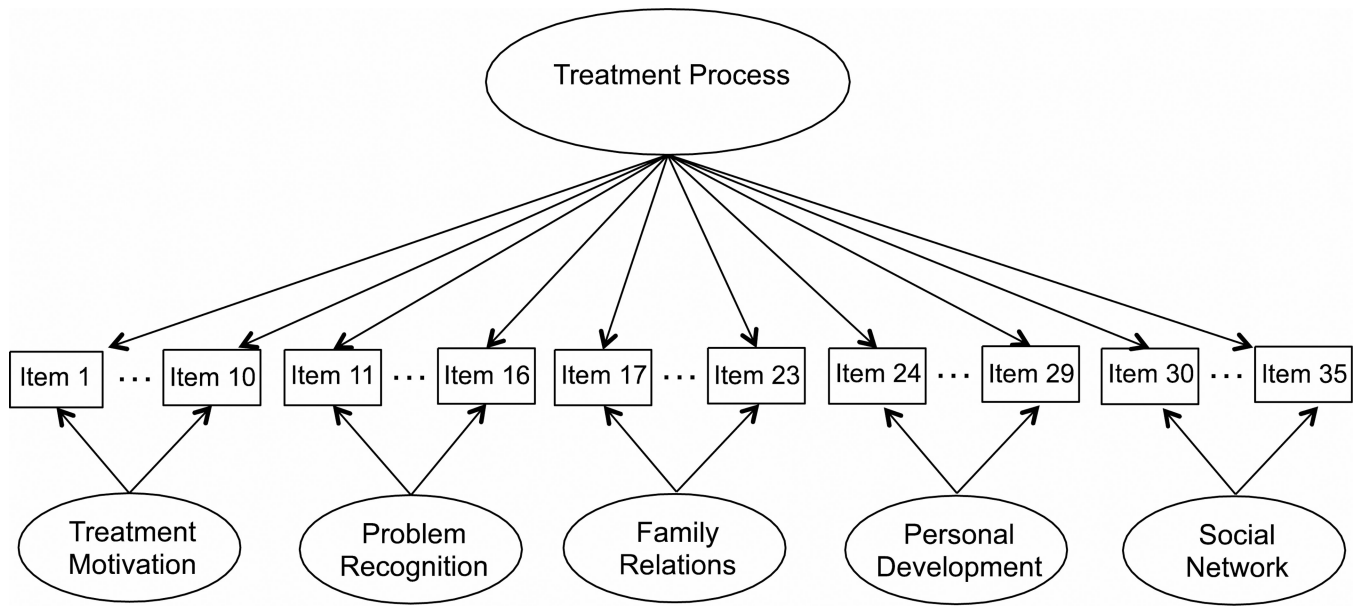 Treatment Process
Item 1 ... Item 10 Item 11 ... Item 16 Item 17 ... Item 23 Item 24 ... Item 29 Item 30 ... Item 35
Treatment
Motivation
Problem
Recognition
Family
Relations
Personal
Development
Social
Network